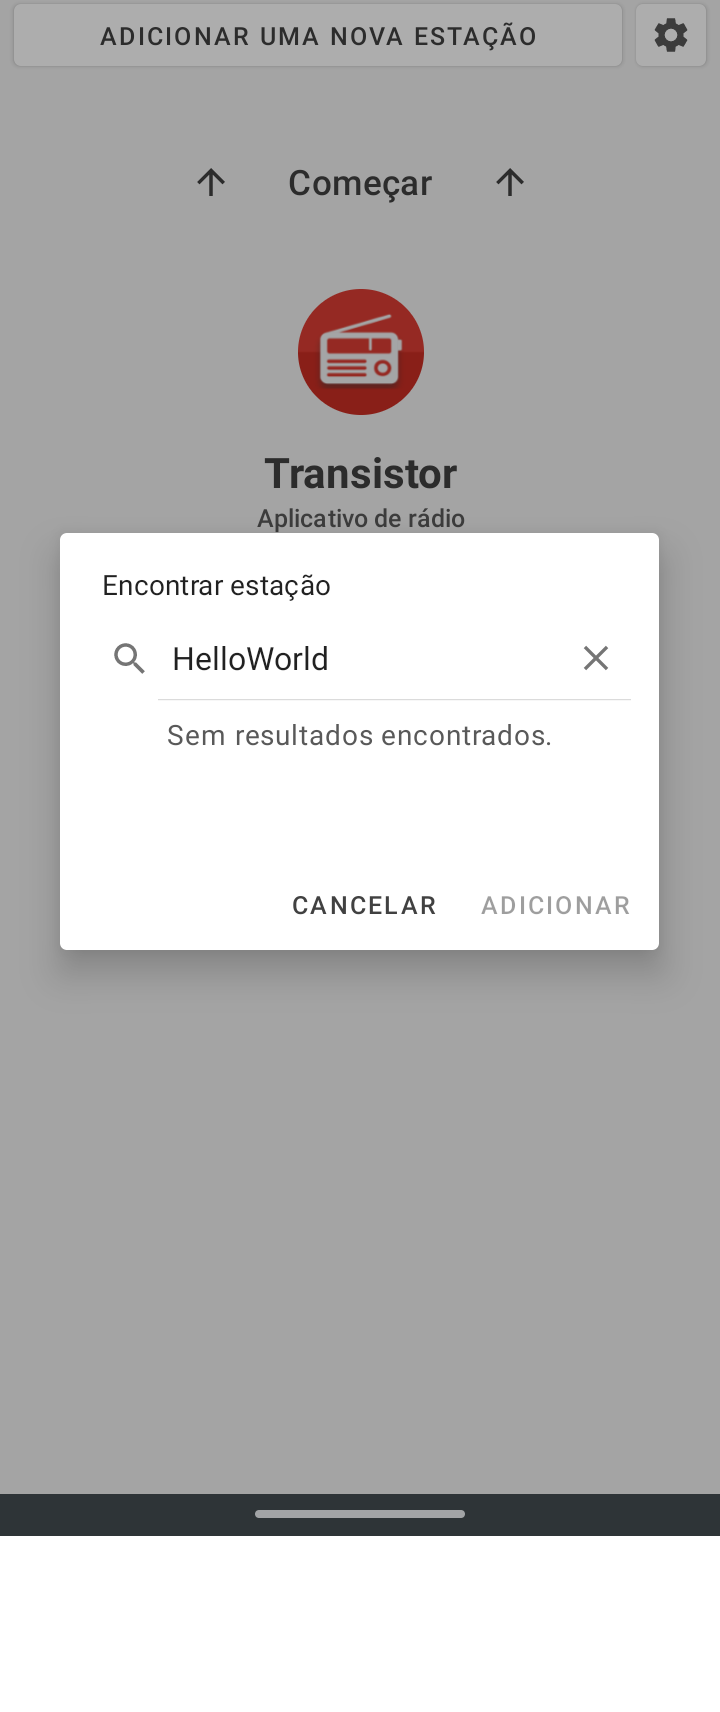 ADICIONAR UMA NOVA ESTAÇÃO
Começar
Transistor
Aplicativo de rádio
Encontrar estação
HelloWorld
Sem resultados encontrados.
CANCELAR ADICIONAR